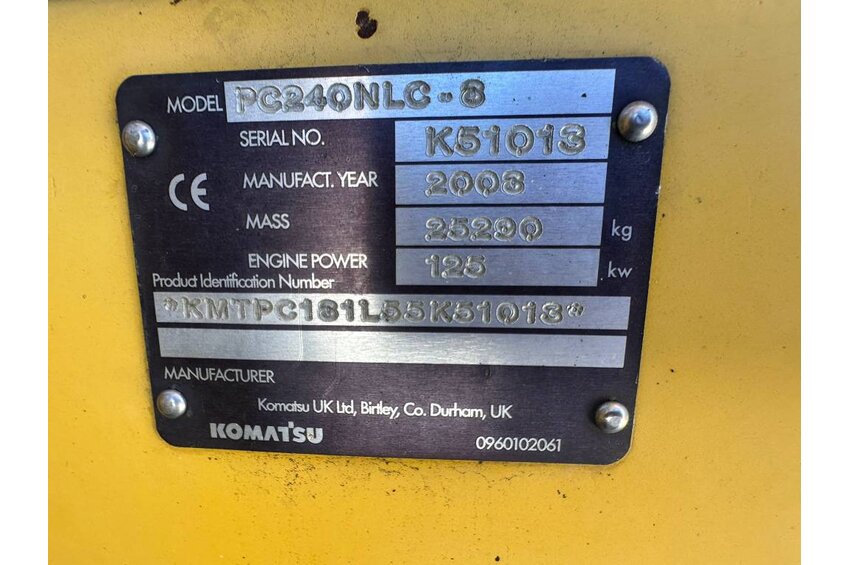 MODEL PC240NLC-8
SERIAL NO. K51013
CE
MANUFACT. YEAR 2008
MASS 25290 kg
ENGINE POWER 125 kw
Product Identification Number
*KMTPC181L55K51013*
MANUFACTURER
Komatsu UK Ltd, Birtley, Co. Durham, UK
KOMATSU 0960102061